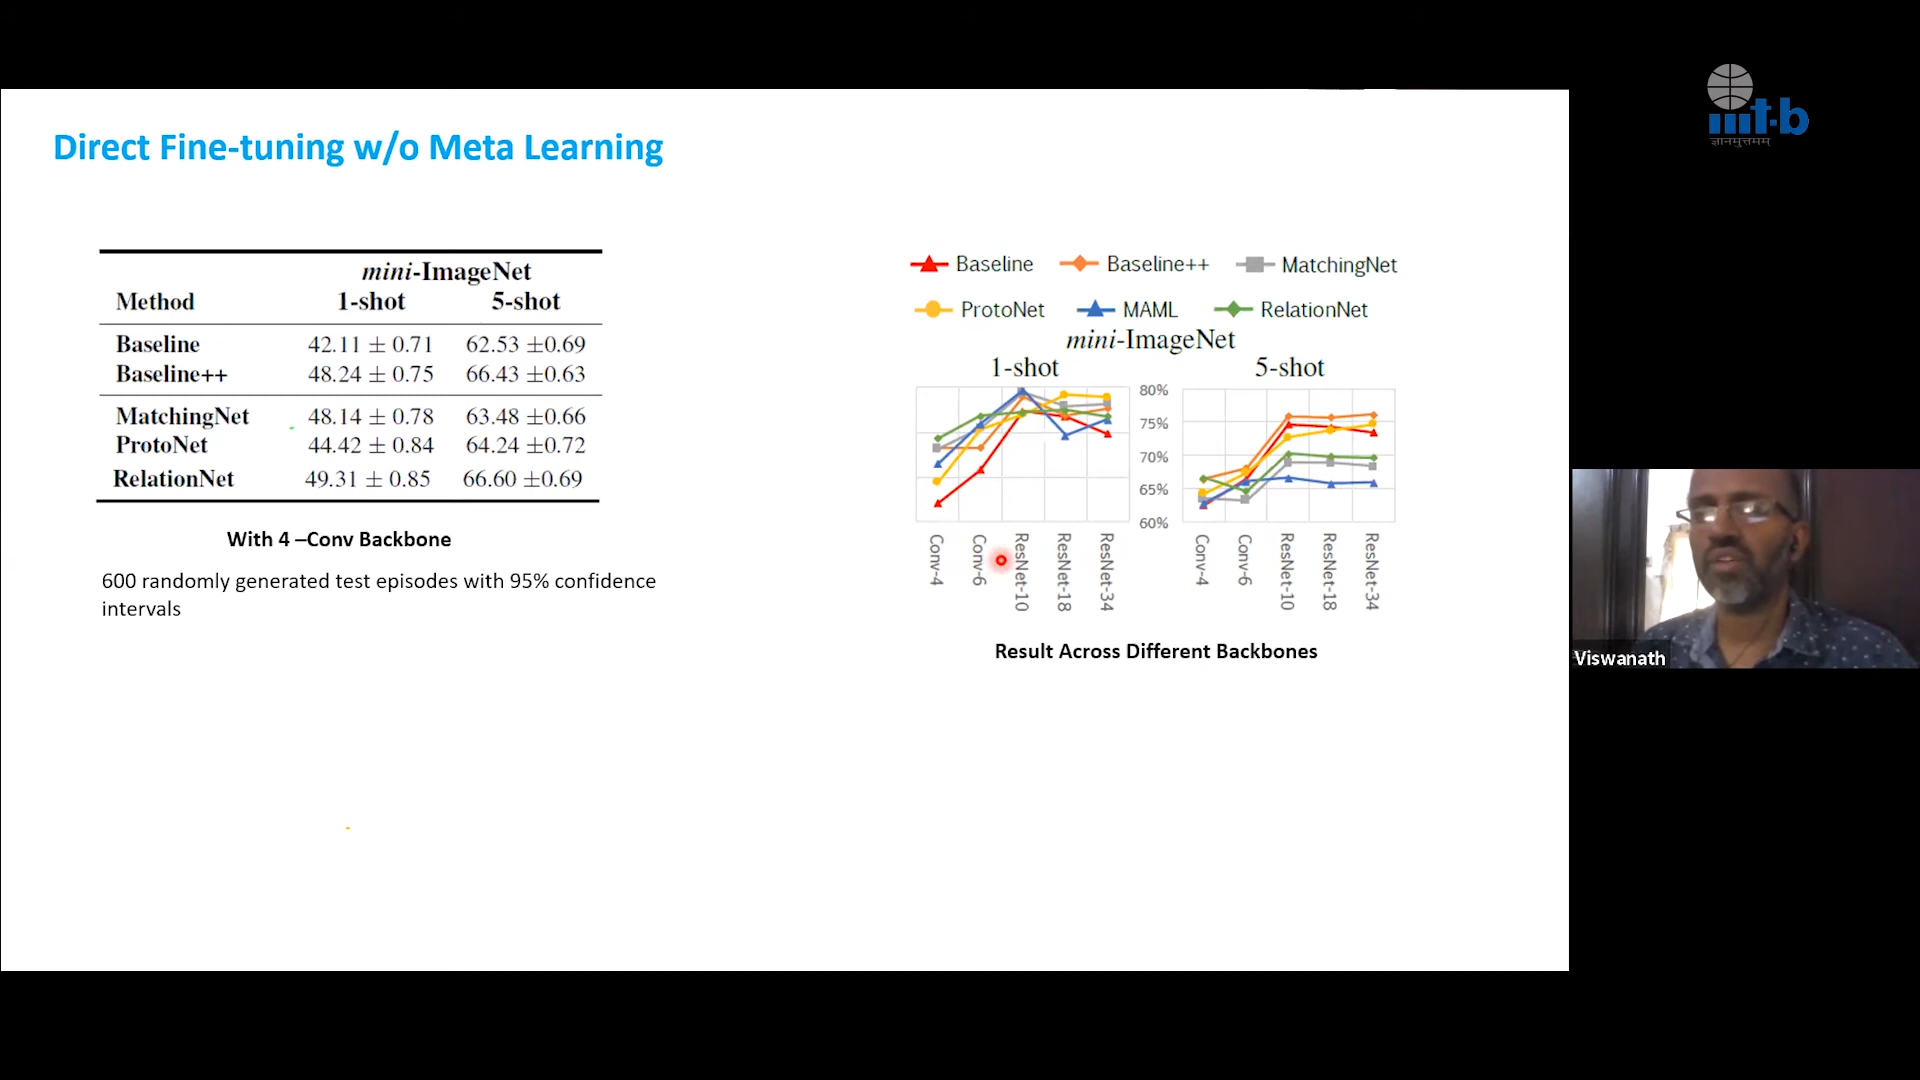 iiit-b
ज्ञानमुत्तमम्
Direct Fine-tuning w/o Meta Learning
mini-ImageNet
Method 1-shot 5-shot
Baseline 42.11 ± 0.71 62.53 ±0.69
Baseline++ 48.24 ± 0.75 66.43 ±0.63
MatchingNet 48.14 ± 0.78 63.48 ±0.66
ProtoNet 44.42 ± 0.84 64.24 ±0.72
RelationNet 49.31 ± 0.85 66.60 ±0.69
With 4 –Conv Backbone
600 randomly generated test episodes with 95% confidence
intervals
Baseline Baseline++ MatchingNet
ProtoNet MAML RelationNet
mini-ImageNet
1-shot 5-shot
80%
75%
70%
65%
60%
Conv-4 Conv-6 ResNet-10 ResNet-18 ResNet-34
Conv-4 Conv-6 ResNet-10 ResNet-18 ResNet-34
Result Across Different Backbones
Viswanath